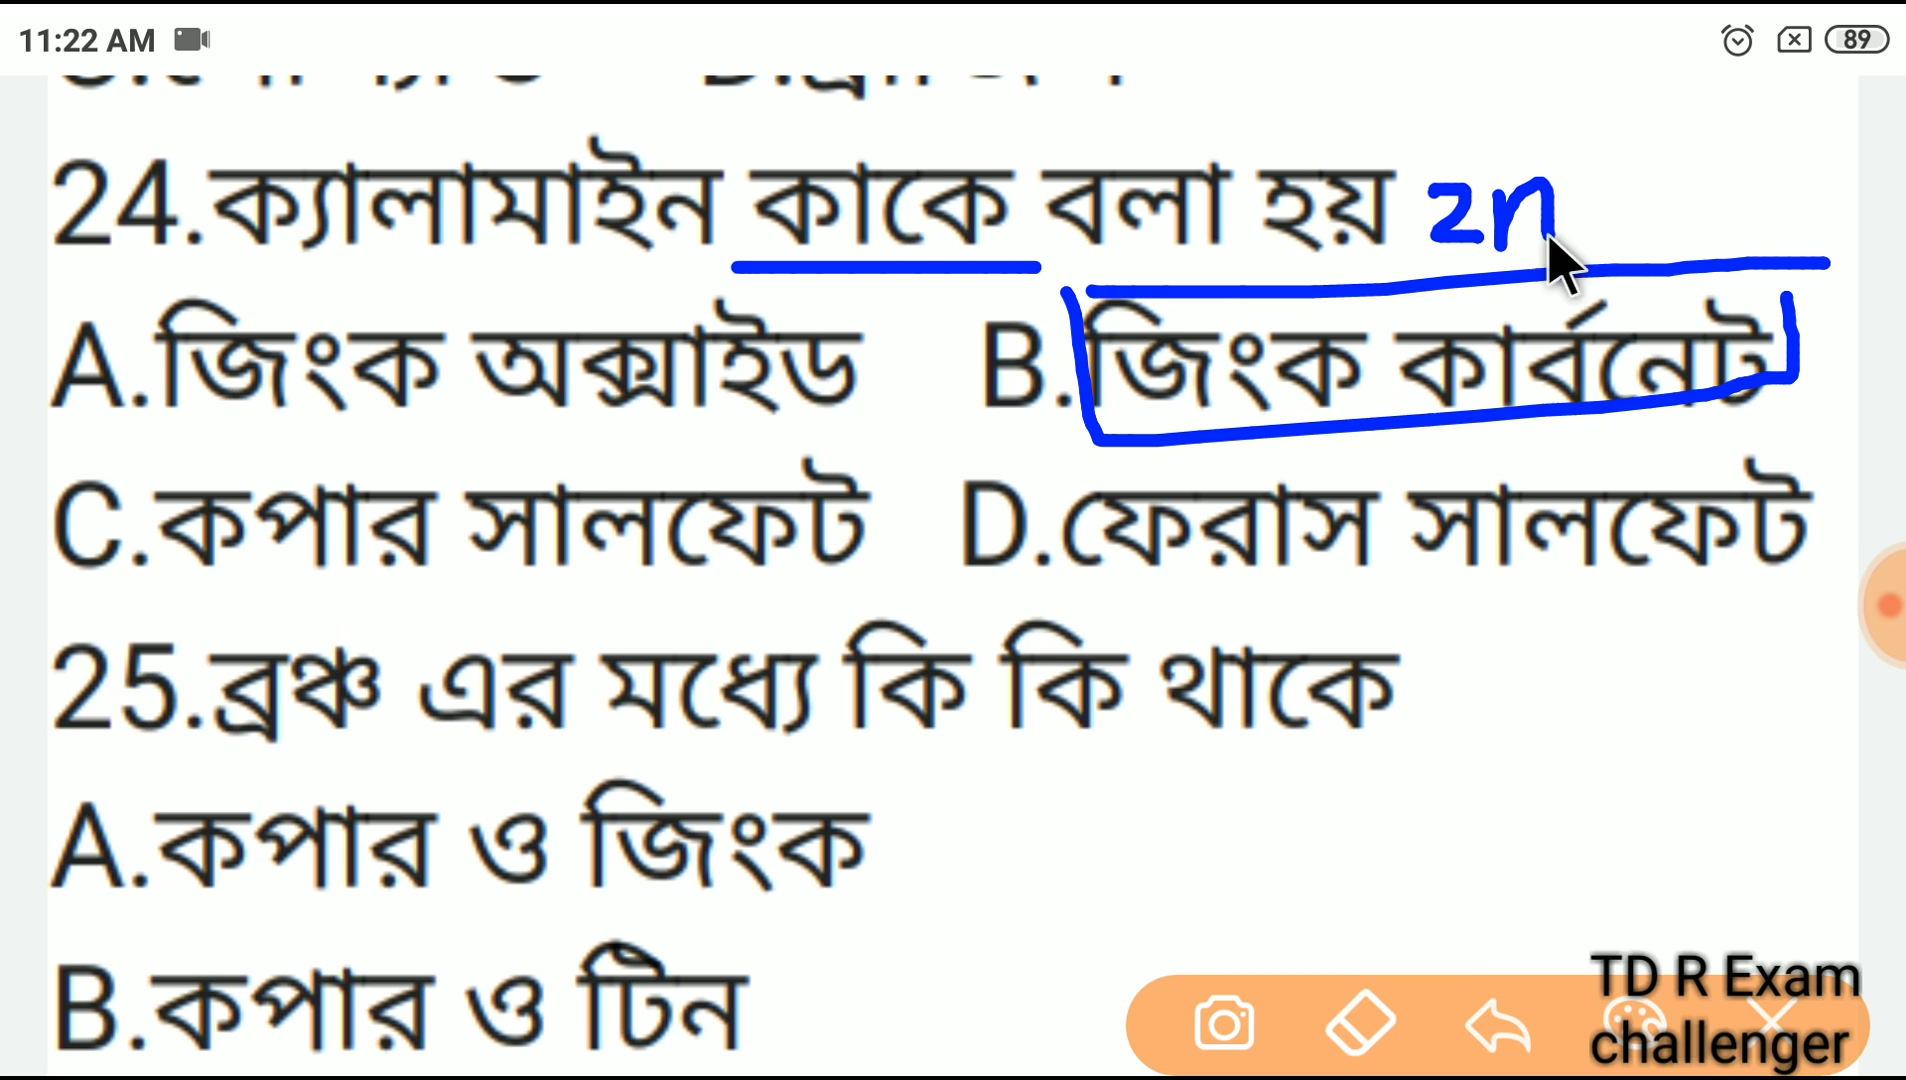 11:22 AM
89
24.ক্যালামাইন কাকে বলা হয় zn
A.জিংক অক্সাইড B.জিংক কার্বনেট
C.কপার সালফেট D.ফেরাস সালফেট
25.ব্রঞ্চ এর মধ্যে কি কি থাকে
A.কপার ও জিংক
B.কপার ও টিন
TD R Exam
challenger